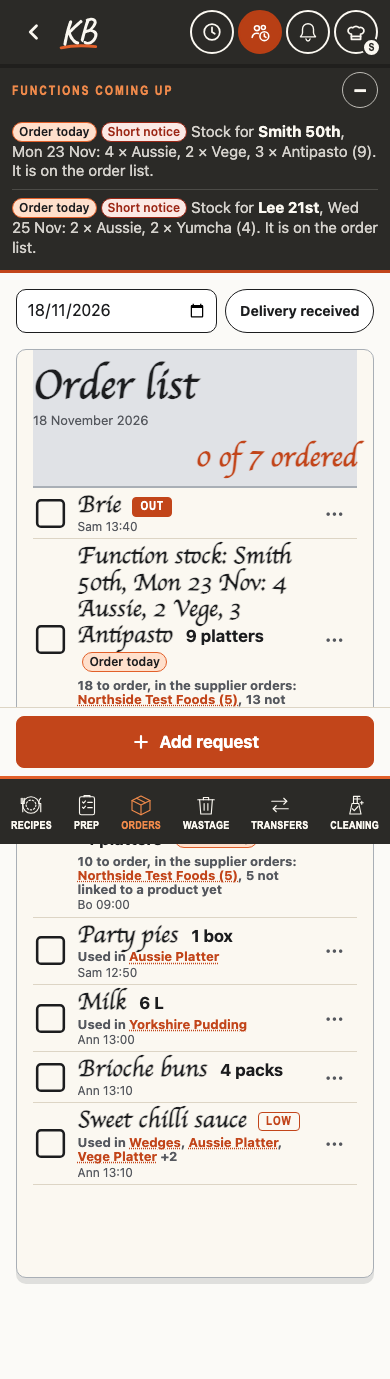 KB
S
FUNCTIONS COMING UP
Order today Short notice Stock for Smith 50th,
Mon 23 Nov: 4 × Aussie, 2 × Vege, 3 × Antipasto (9).
It is on the order list.
Order today Short notice Stock for Lee 21st, Wed
25 Nov: 2 × Aussie, 2 × Yumcha (4). It is on the order
list.
18/11/2026 Delivery received
Order list
18 November 2026
0 of 7 ordered
Brie OUT
Sam 13:40
Function stock: Smith
50th, Mon 23 Nov: 4
Aussie, 2 Vege, 3
Antipasto 9 platters
Order today
18 to order, in the supplier orders:
Northside Test Foods (5), 13 not
+ Add request
RECIPES PREP ORDERS WASTAGE TRANSFERS CLEANING
10 to order, in the supplier orders:
Northside Test Foods (5), 5 not
linked to a product yet
Bo 09:00
Party pies 1 box
Used in Aussie Platter
Sam 12:50
Milk 6 L
Used in Yorkshire Pudding
Ann 13:00
Brioche buns 4 packs
Ann 13:10
Sweet chilli sauce LOW
Used in Wedges, Aussie Platter,
Vege Platter +2
Ann 13:10